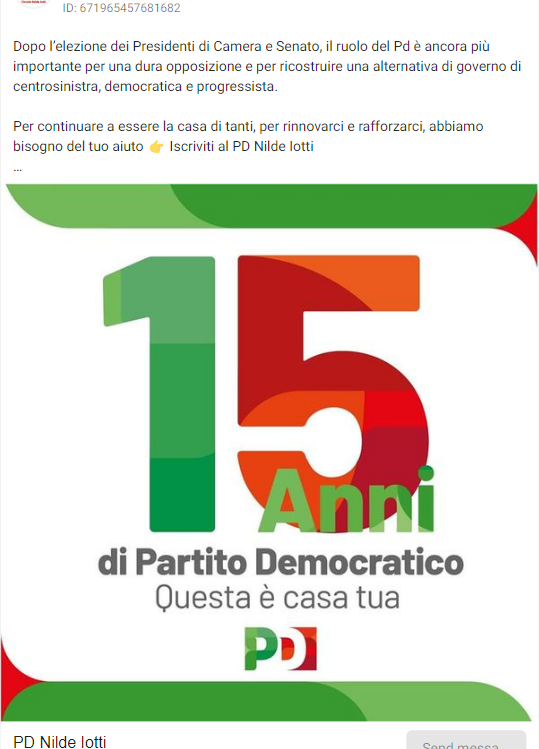 ID: 671965457681682
Dopo l'elezione dei Presidenti di Camera e Senato, il ruolo del Pd è ancora più
importante per una dura opposizione e per ricostruire una alternativa di governo di
centrosinistra, democratica e progressista.
Per continuare a essere la casa di tanti, per rinnovarci e rafforzarci, abbiamo
bisogno del tuo aiuto 👉 Iscriviti al PD Nilde Iotti
...
15
Anni
di Partito Democratico
Questa è casa tua
PD
PD Nilde Iotti
Send messa...